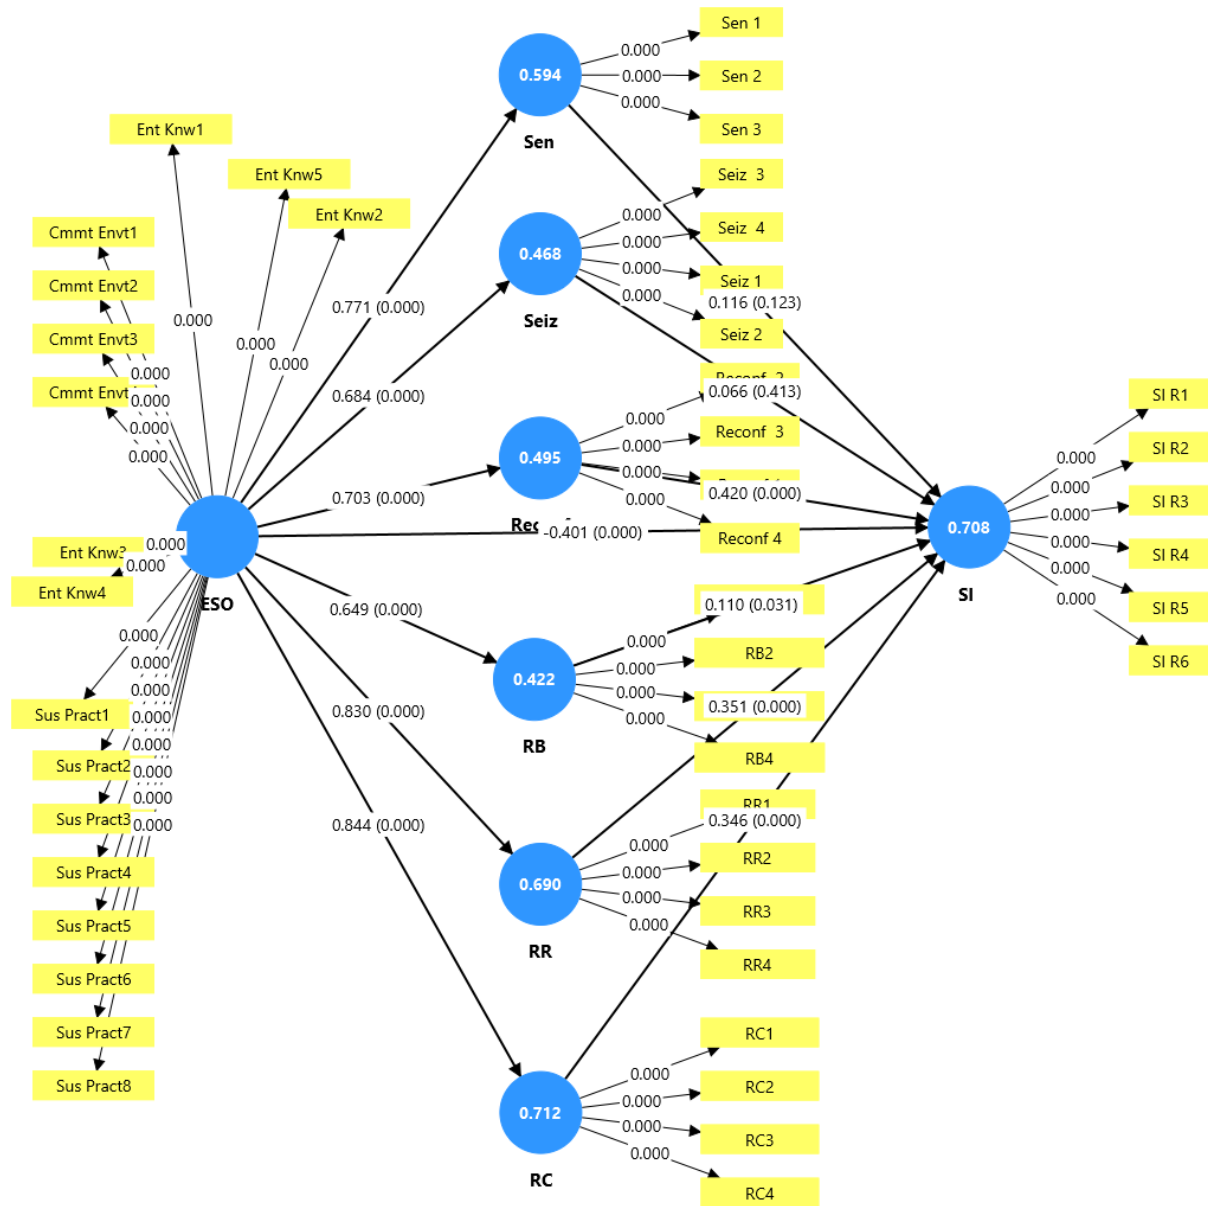 Sen 1
0.594
0.000
0.000
Sen 2
0.000
Sen 3
Sen
Ent Knw1
Ent Knw5
Ent Knw2
Seiz 3
0.000
Seiz 4
0.000
0.468
0.000
Seiz 1
0.000
0.116 (0.123)
Seiz
Seiz 2
Cmmt Envt1
Cmmt Envt2
Cmmt Envt3
Cmmt Envt
0.000
0.000
0.000
0.000
0.000
0.000
0.000
0.771 (0.000)
0.684 (0.000)
0.703 (0.000)
-0.401 (0.000)
0.649 (0.000)
0.830 (0.000)
0.844 (0.000)
0.066 (0.413)
0.000
Reconf 3
0.000
0.495
0.000
0.420 (0.000)
0.000
Reconf 4
SI R1
0.000
SI R2
0.000
SI R3
0.000
0.708
SI R4
0.000
0.000
SI R5
0.000
SI R6
SI
Ent Knw3
0.000
0.000
Ent Knw4
ESO
0.110 (0.031)
0.000
RB2
0.000
0.422
0.000
0.351 (0.000)
0.000
RB4
RB
0.000
0.000
0.000
0.000
0.000
0.000
0.000
0.000
Sus Pract1
Sus Pract2
Sus Pract3
Sus Pract4
Sus Pract5
Sus Pract6
Sus Pract7
Sus Pract8
RR1
0.346 (0.000)
0.000
RR2
0.000
0.690
0.000
RR3
0.000
RR4
RR
RC1
0.000
RC2
0.000
0.712
0.000
RC3
0.000
RC4
RC